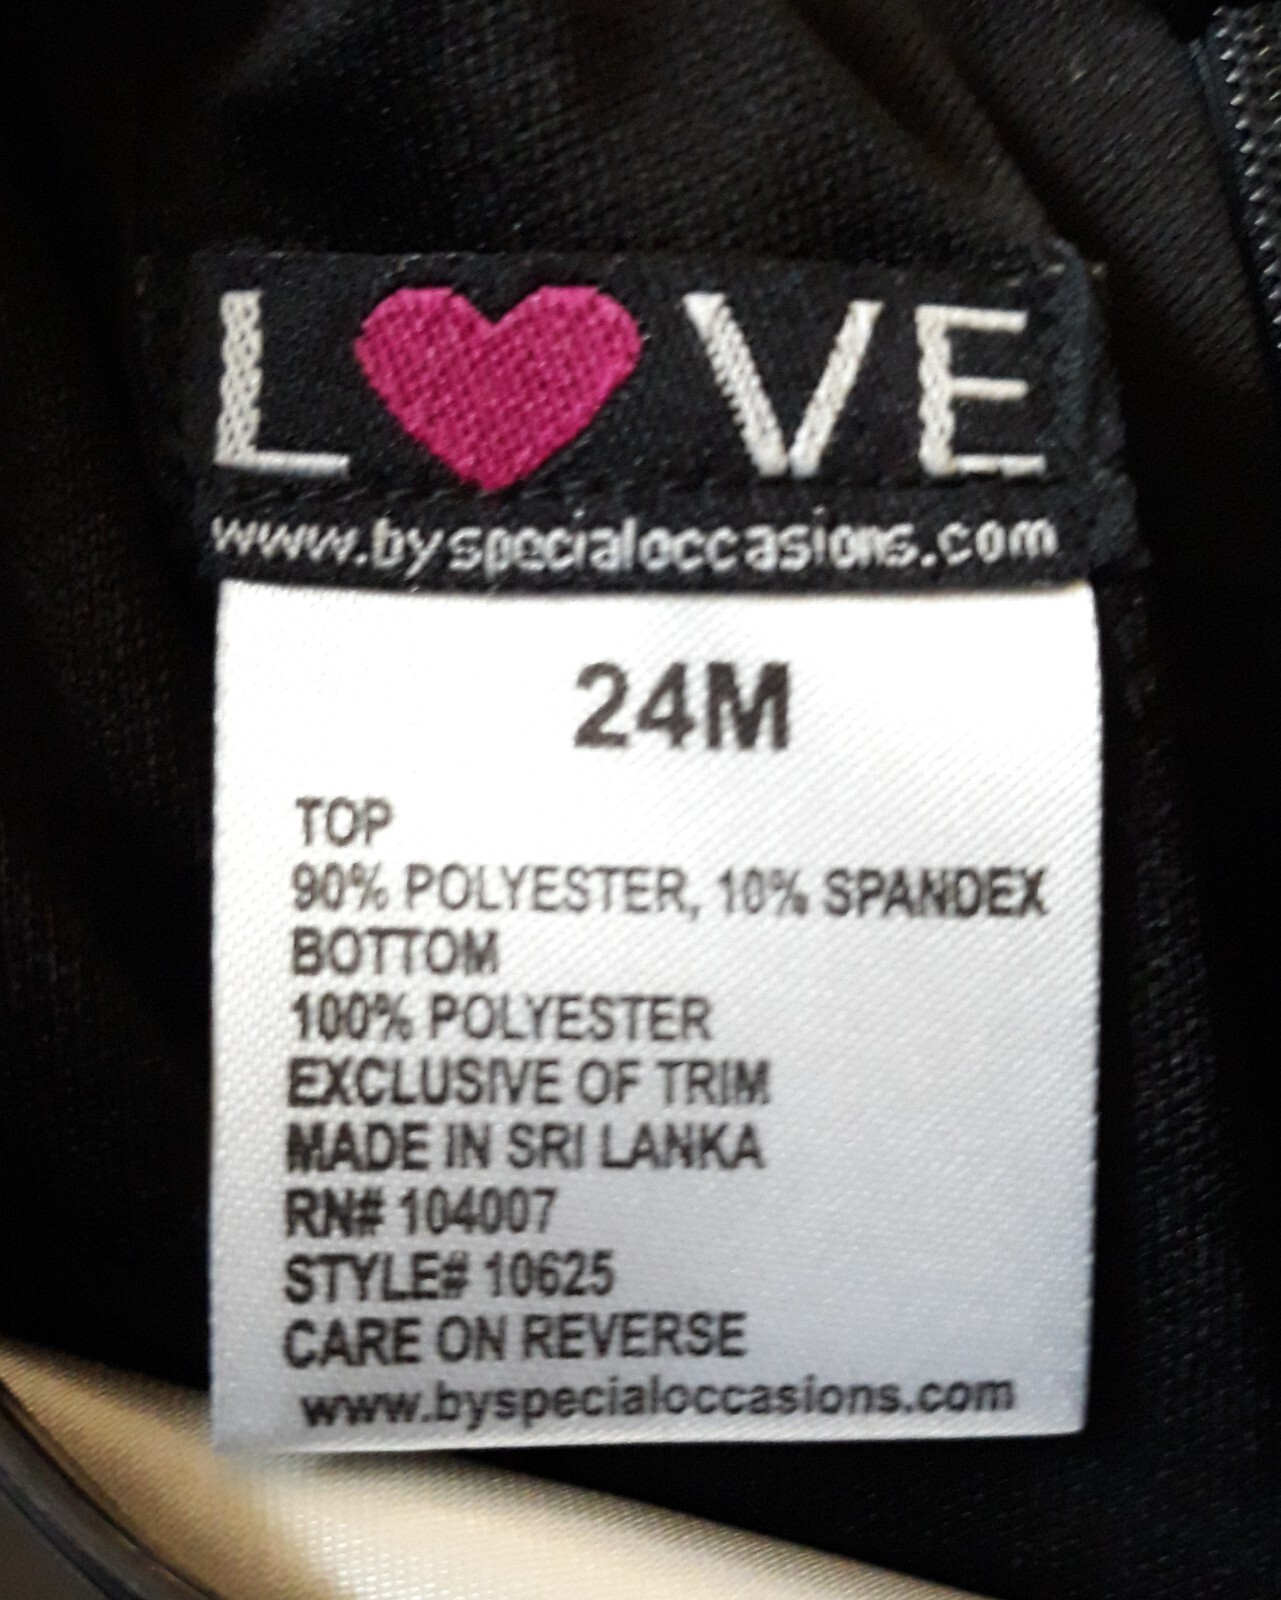 L♥VE
www.byspecialoccasions.com
24M
TOP
90% POLYESTER, 10% SPANDEX
BOTTOM
100% POLYESTER
EXCLUSIVE OF TRIM
MADE IN SRI LANKA
RN# 104007
STYLE# 10625
CARE ON REVERSE
www.byspecialoccasions.com